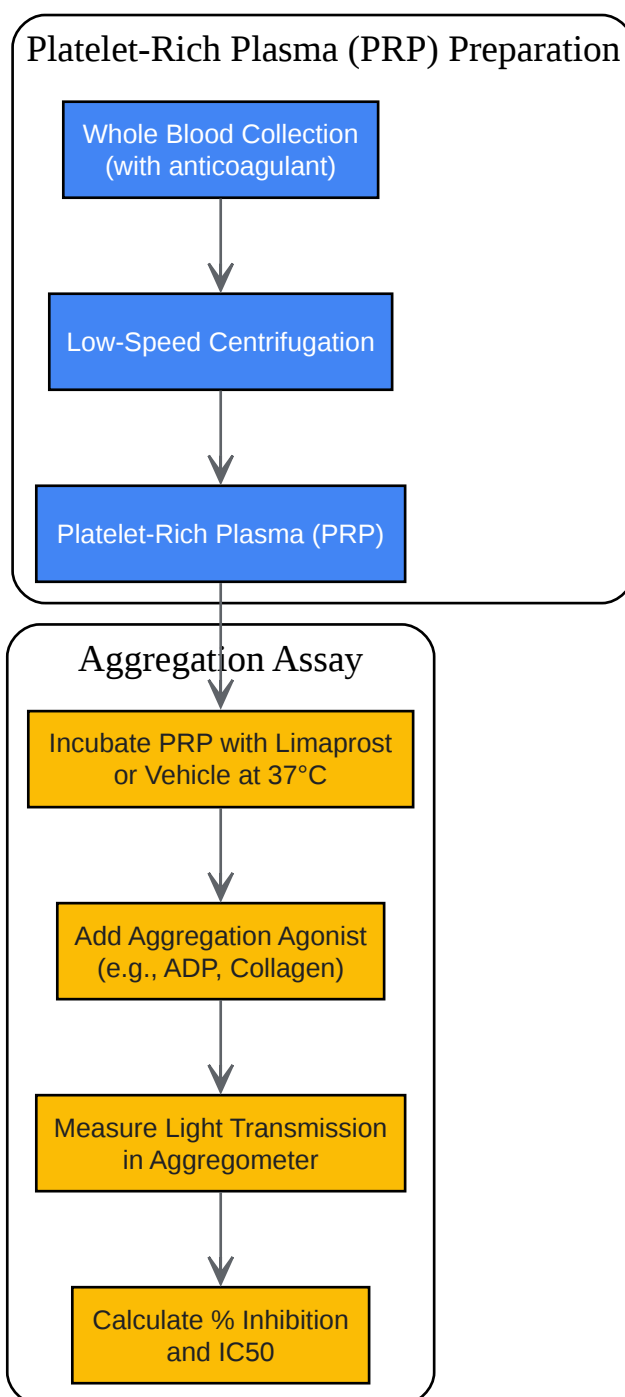 Platelet-Rich Plasma (PRP) Preparation
Whole Blood Collection
(with anticoagulant)
Low-Speed Centrifugation
Platelet-Rich Plasma (PRP)
Aggregation Assay
Incubate PRP with Limaprost
or Vehicle at 37°C
Add Aggregation Agonist
(e.g., ADP, Collagen)
Measure Light Transmission
in Aggregometer
Calculate % Inhibition
and IC50